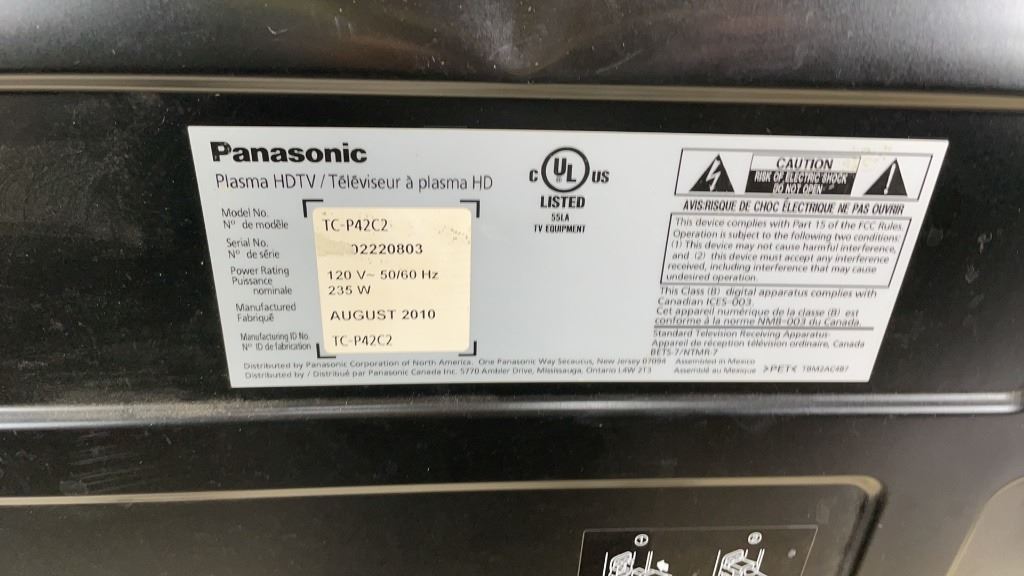 Panasonic
Plasma HDTV / Téléviseur à plasma HD
Model No.
N° de modèle
TC-P42C2
Serial No.
N° de série
02220803
Power Rating
Puissance
nominale
120 V~ 50/60 Hz
235 W
Manufactured
Fabriqué
AUGUST 2010
Manufacturing ID No.
N° ID de fabrication
TC-P42C2
C UL US
LISTED
55LA
TV EQUIPMENT
CAUTION
RISK OF ELECTRIC SHOCK
DO NOT OPEN
AVIS:RISQUE DE CHOC ÉLECTRIQUE NE PAS OUVRIR
This device complies with Part 15 of the FCC Rules.
Operation is subject to the following two conditions:
(1) This device may not cause harmful interference,
and (2) this device must accept any interference
received, including interference that may cause
undesired operation.
This Class (B) digital apparatus complies with
Canadian ICES-003.
Cet appareil numérique de la classe (B) est
conforme à la norme NMB-003 du Canada.
Standard Television Receiving Apparatus
Appareil de réception télévision ordinaire, Canada
BETS-7/NTMR-7
Distributed by Panasonic Corporation of North America. One Panasonic Way Secaucus, New Jersey 07094 Assembled in Mexico
Distributed by / Distribué par Panasonic Canada Inc. 5770 Ambler Drive, Mississauga, Ontario L4W 2T3 Assemblé au Mexique >PET< TBM2AC487
1
2